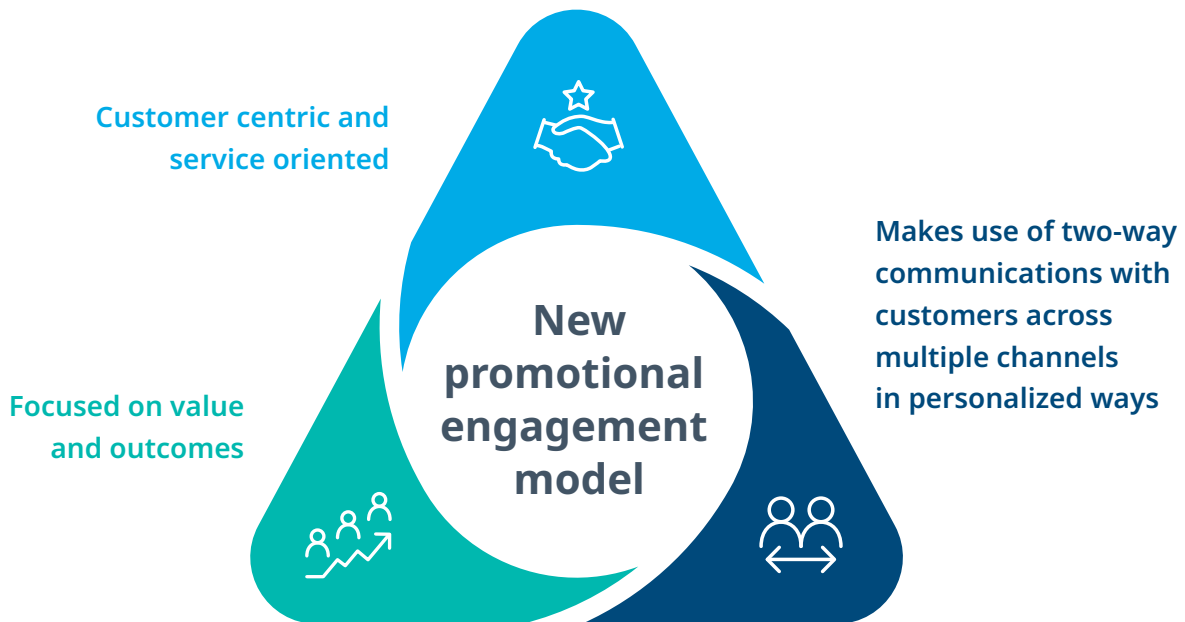 Customer centric and
service oriented
Makes use of two-way
communications with
customers across
multiple channels
in personalized ways
New
promotional
engagement
model
Focused on value
and outcomes